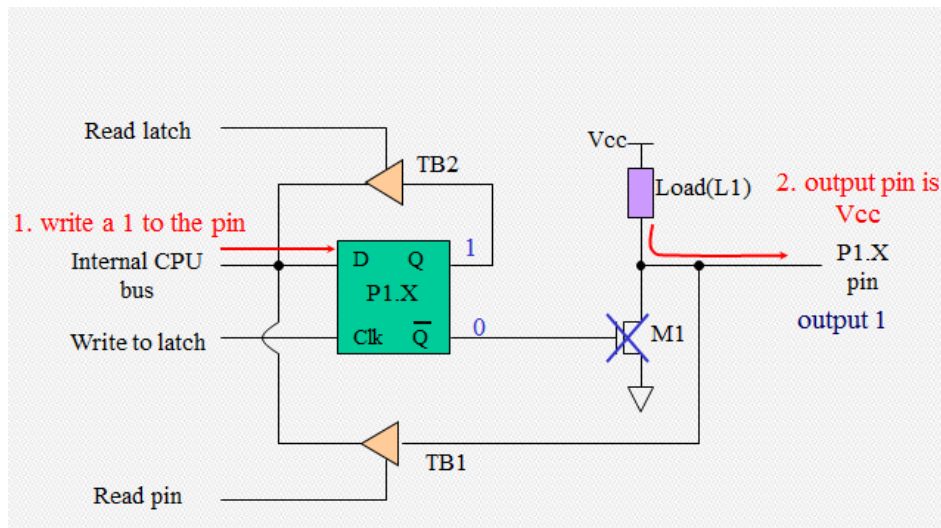 Read latch
TB2
Vcc
Load(L1)
2. output pin is
Vcc
1. write a 1 to the pin
Internal CPU
bus
D Q
1
P1.X
P1.X
pin
Write to latch
Clk Q̅
0
M1
output 1
TB1
Read pin